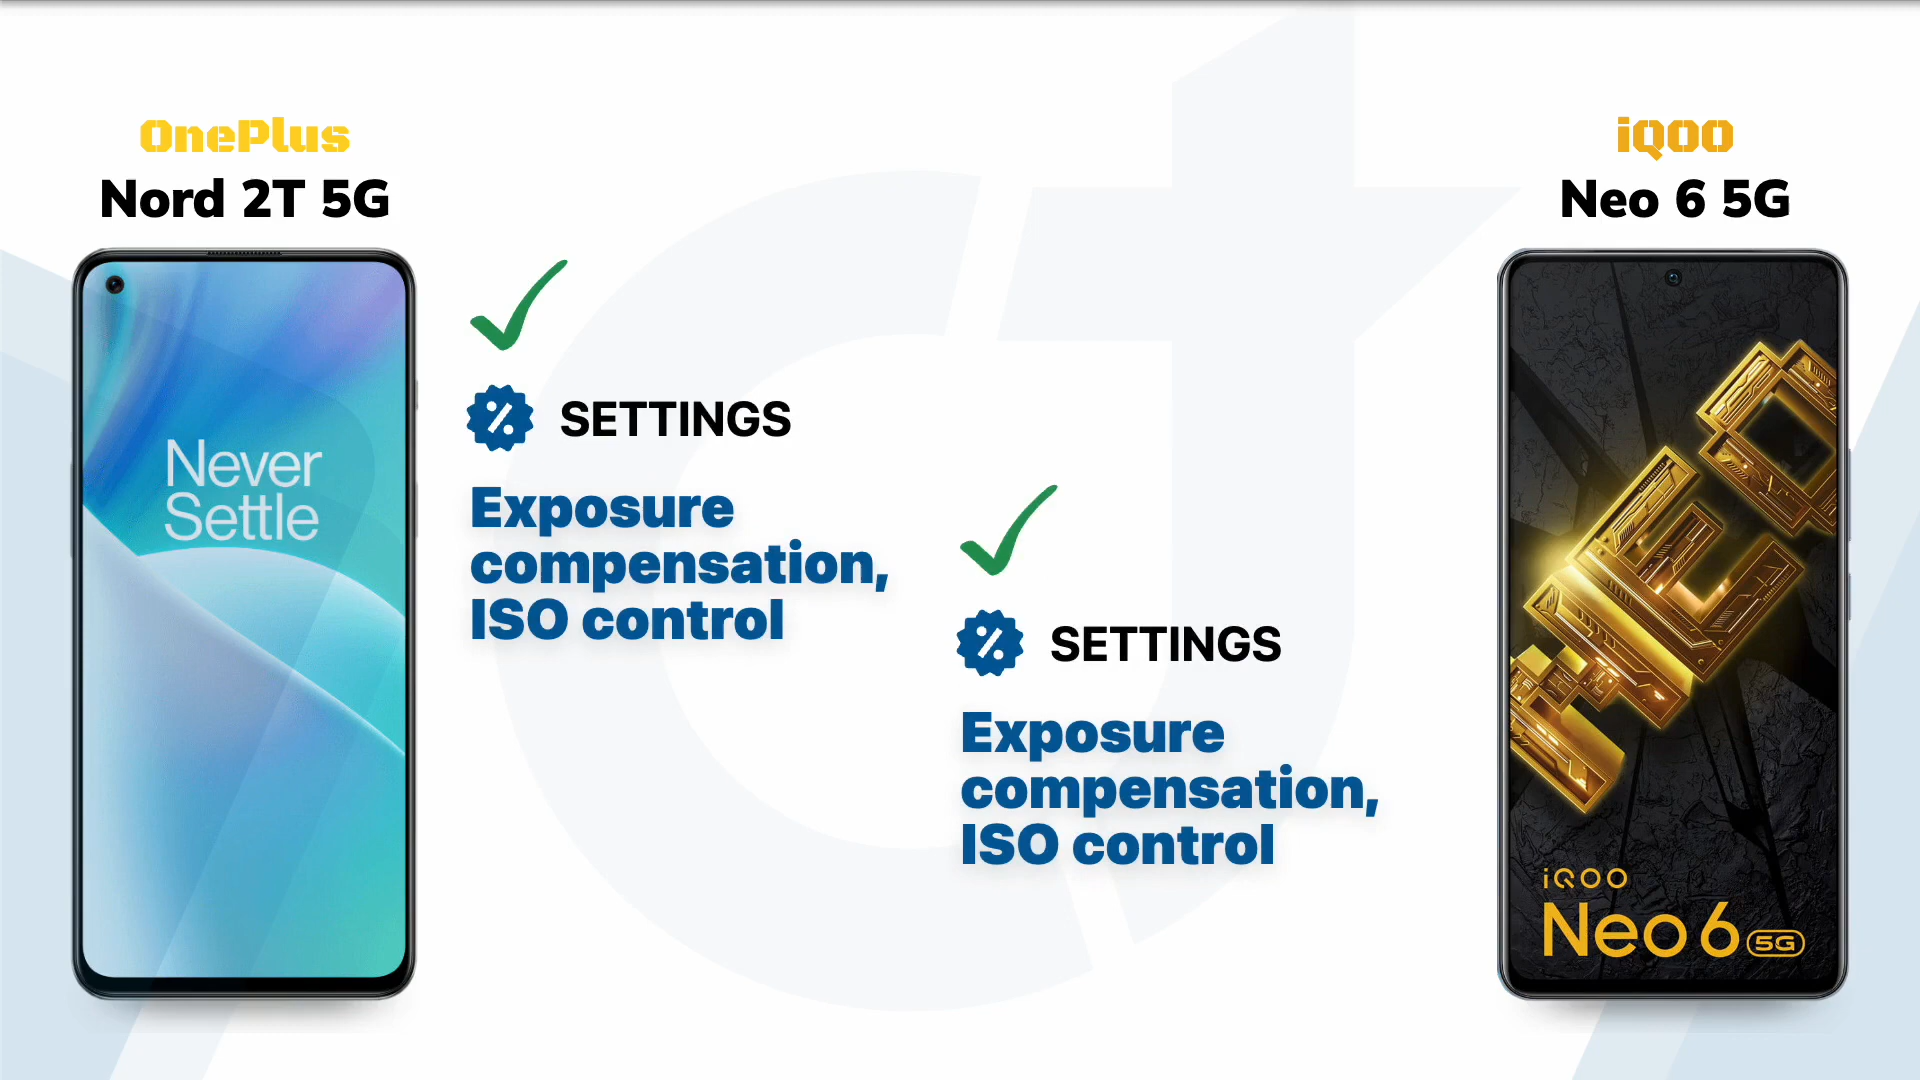 OnePlus
Nord 2T 5G
Never
Settle
SETTINGS
Exposure
compensation,
ISO control
SETTINGS
Exposure
compensation,
ISO control
iQOO
Neo 6 5G
NEO
iQOO
Neo 6 5G